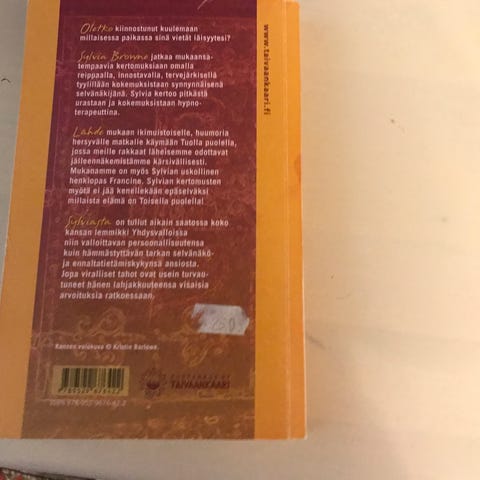 Oletko kiinnostunut kuulemaan
millaisessa paikassa sinä vietät läisyytesi?
Sylvia Browne jatkaa mukaansa-
tempaavia kertomuksiaan omalla
reippaalla, innostavalla, tervejärkisellä
tyylillään kokemuksistaan synnynnäisenä
selvänäkijänä. Sylvia kertoo pitkästä
urastaan ja kokemuksistaan hypno-
terapeuttina.
Lähde mukaan ikimuistoiselle, huumoria
hersyvälle matkalle käymään Tuolla puolella,
jossa meille rakkaat läheisemme odottavat
jälleennäkemistämme kärsivällisesti.
Mukanamme on myös Sylvian uskollinen
henkiopas Francine. Sylvian kertomusten
myötä ei jää kenellekään epäselväksi
millaista elämä on Toisella puolella!
Sylviasta on tullut aikain saatossa koko
kansan lemmikki Yhdysvalloissa
niin valloittavan persoonallisuutensa
kuin hämmästyttävän tarkan selvänäkö-
ja ennaltatietämiskykynsä ansiosta.
Jopa viralliset tahot ovat usein turvau-
tuneet hänen lahjakkuuteensa visaisia
arvoituksia ratkoessaan.
Kannen valokuva © Kristie Barlowe.
KUSTANNUS OY
TAIVAANKAARI
www.taivaankaari.fi